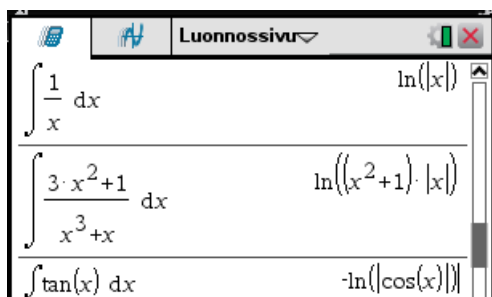 Luonnossivu
∫ 1/x dx ln(|x|)
∫ (3·x²+1)/(x³+x) dx ln((x²+1)·|x|)
∫tan(x) dx -ln(|cos(x)|)